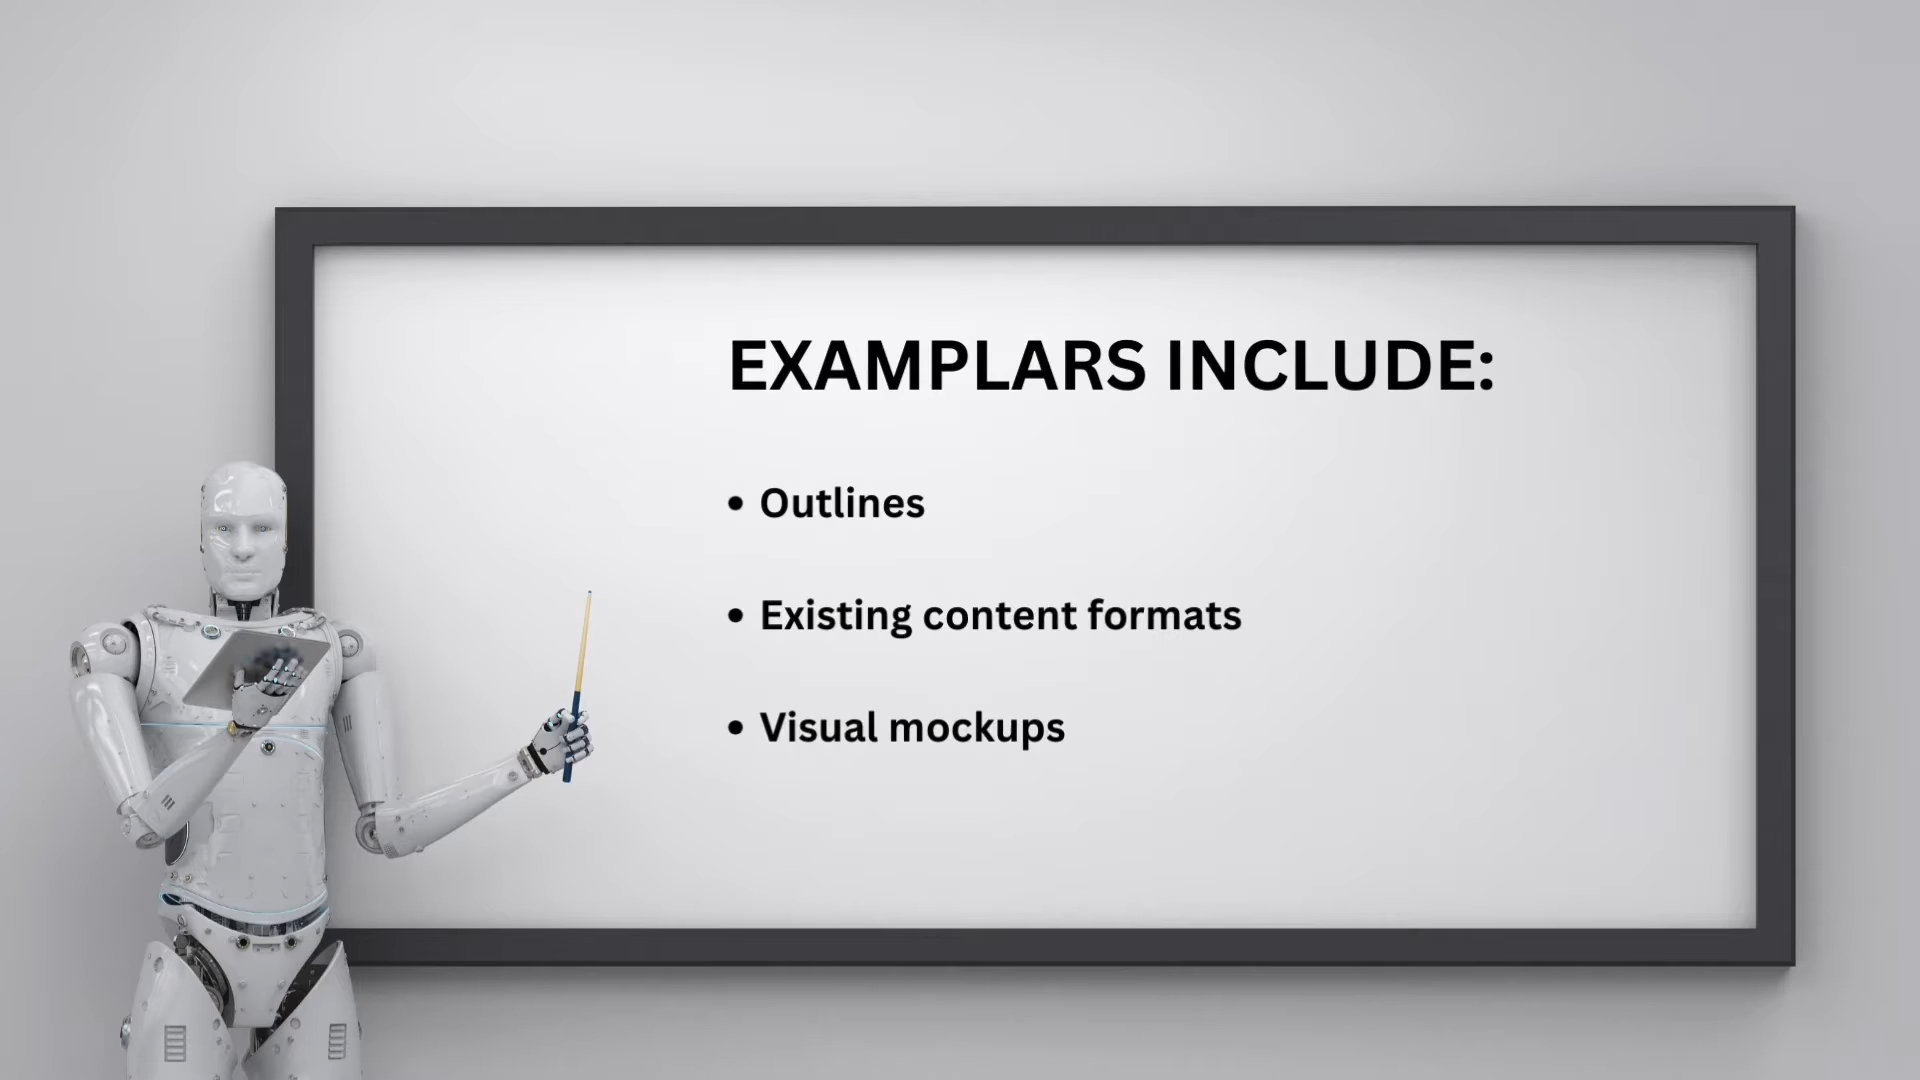 EXAMPLARS INCLUDE:
• Outlines
• Existing content formats
• Visual mockups